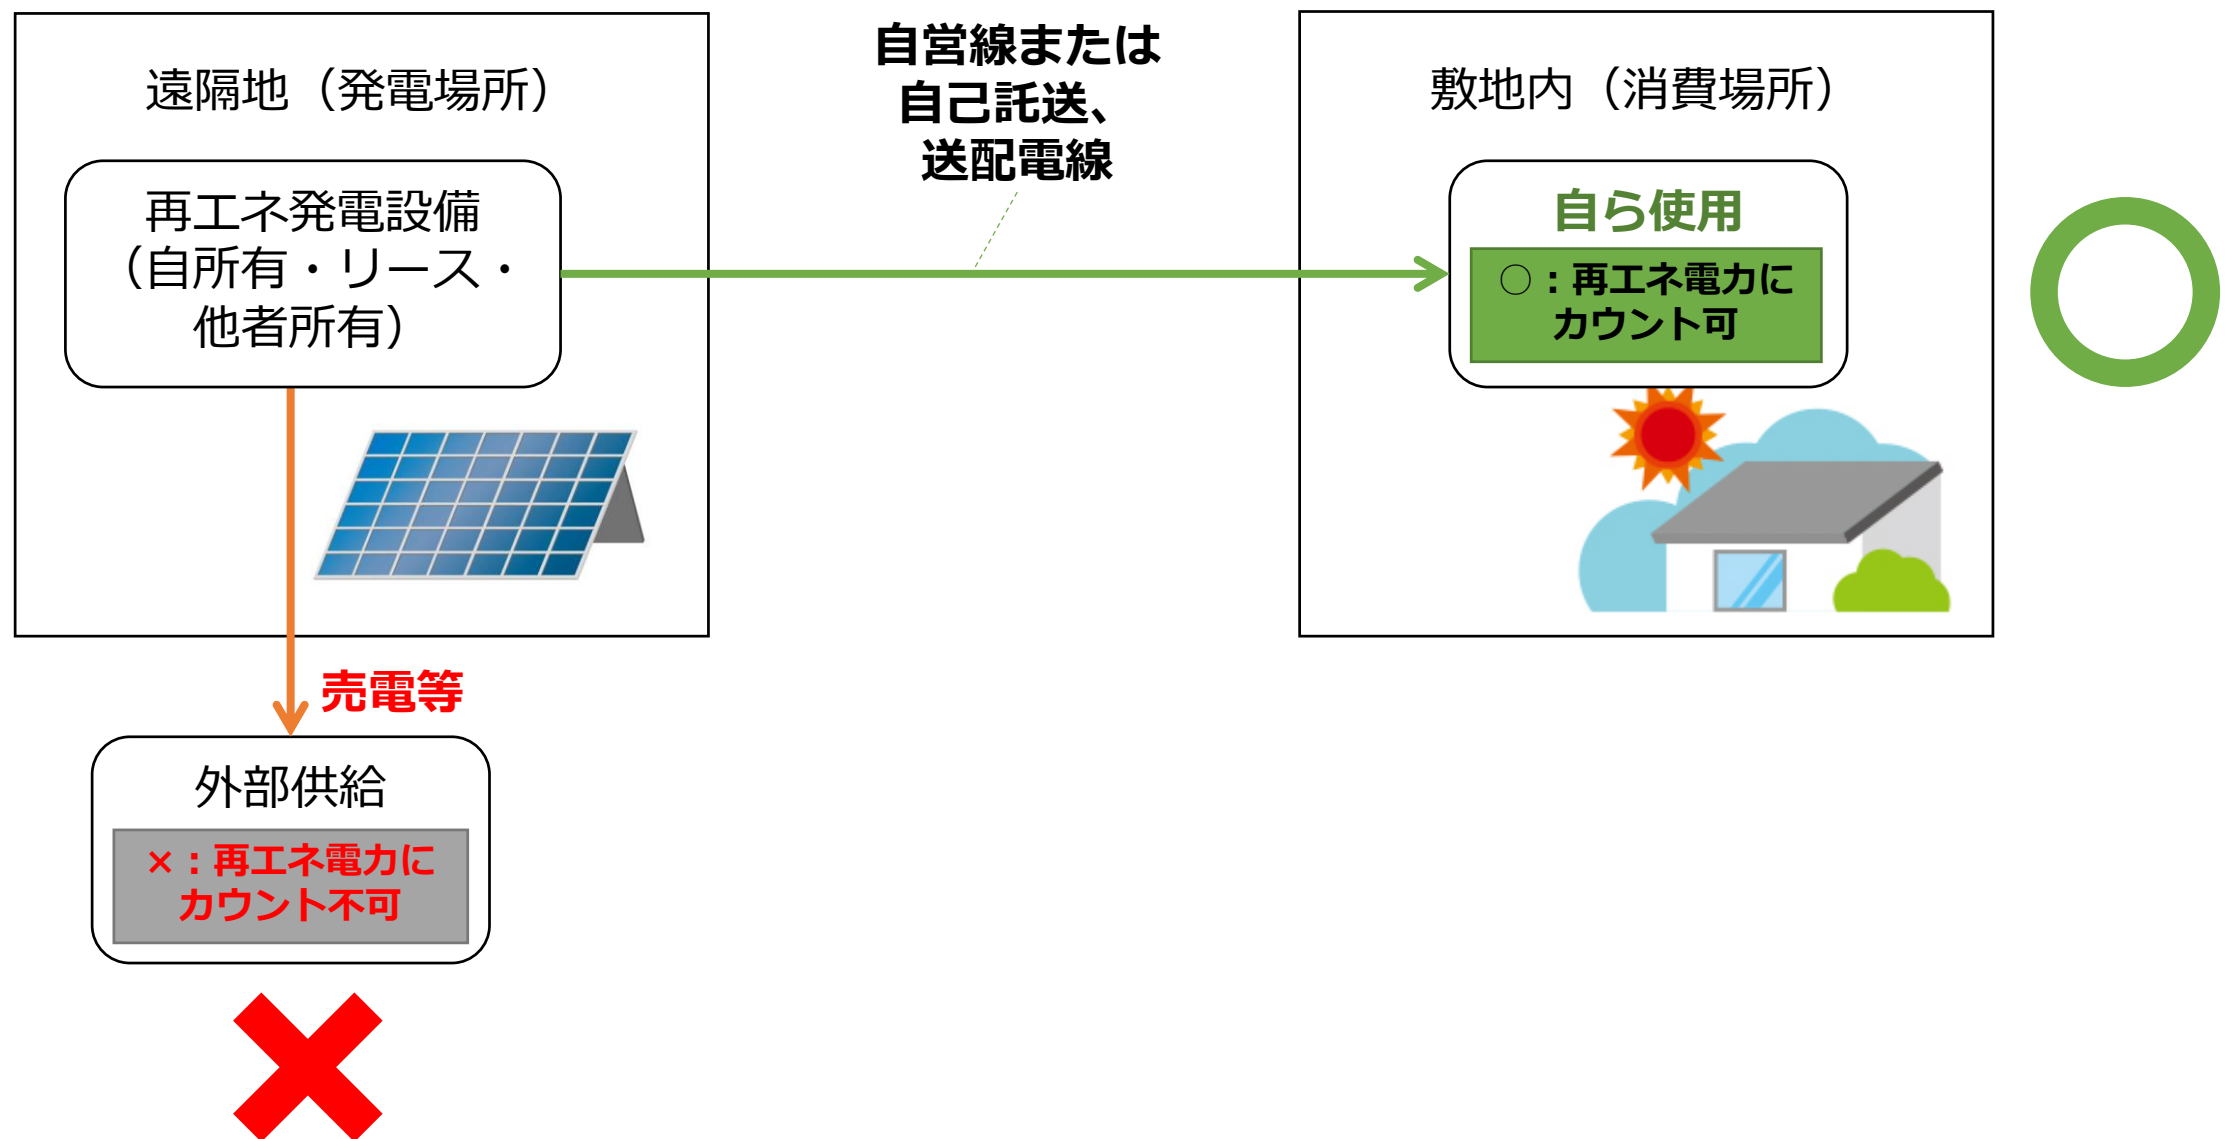 遠隔地（発電場所）
再エネ発電設備
（自所有・リース・
他者所有）
自営線または
自己託送、
送配電線
敷地内（消費場所）
自ら使用
○：再エネ電力に
カウント可
売電等
外部供給
×：再エネ電力に
カウント不可